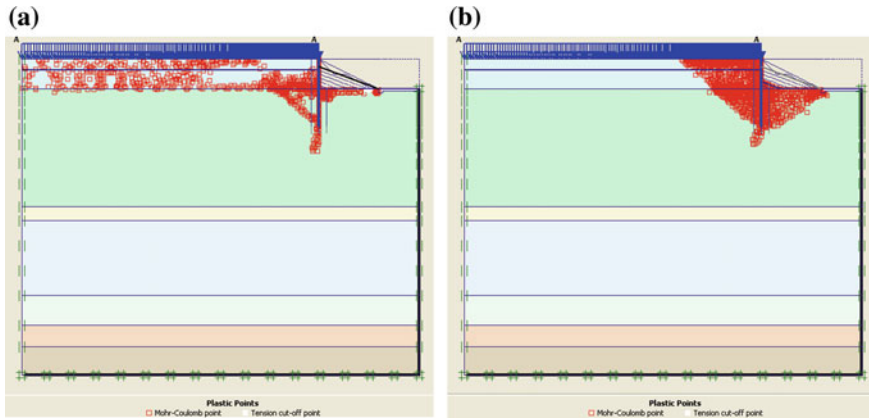 (a)
(b)
A A
A A
Plastic Points
Mohr-Coulomb point Tension cut-off point
Plastic Points
Mohr-Coulomb point Tension cut-off point